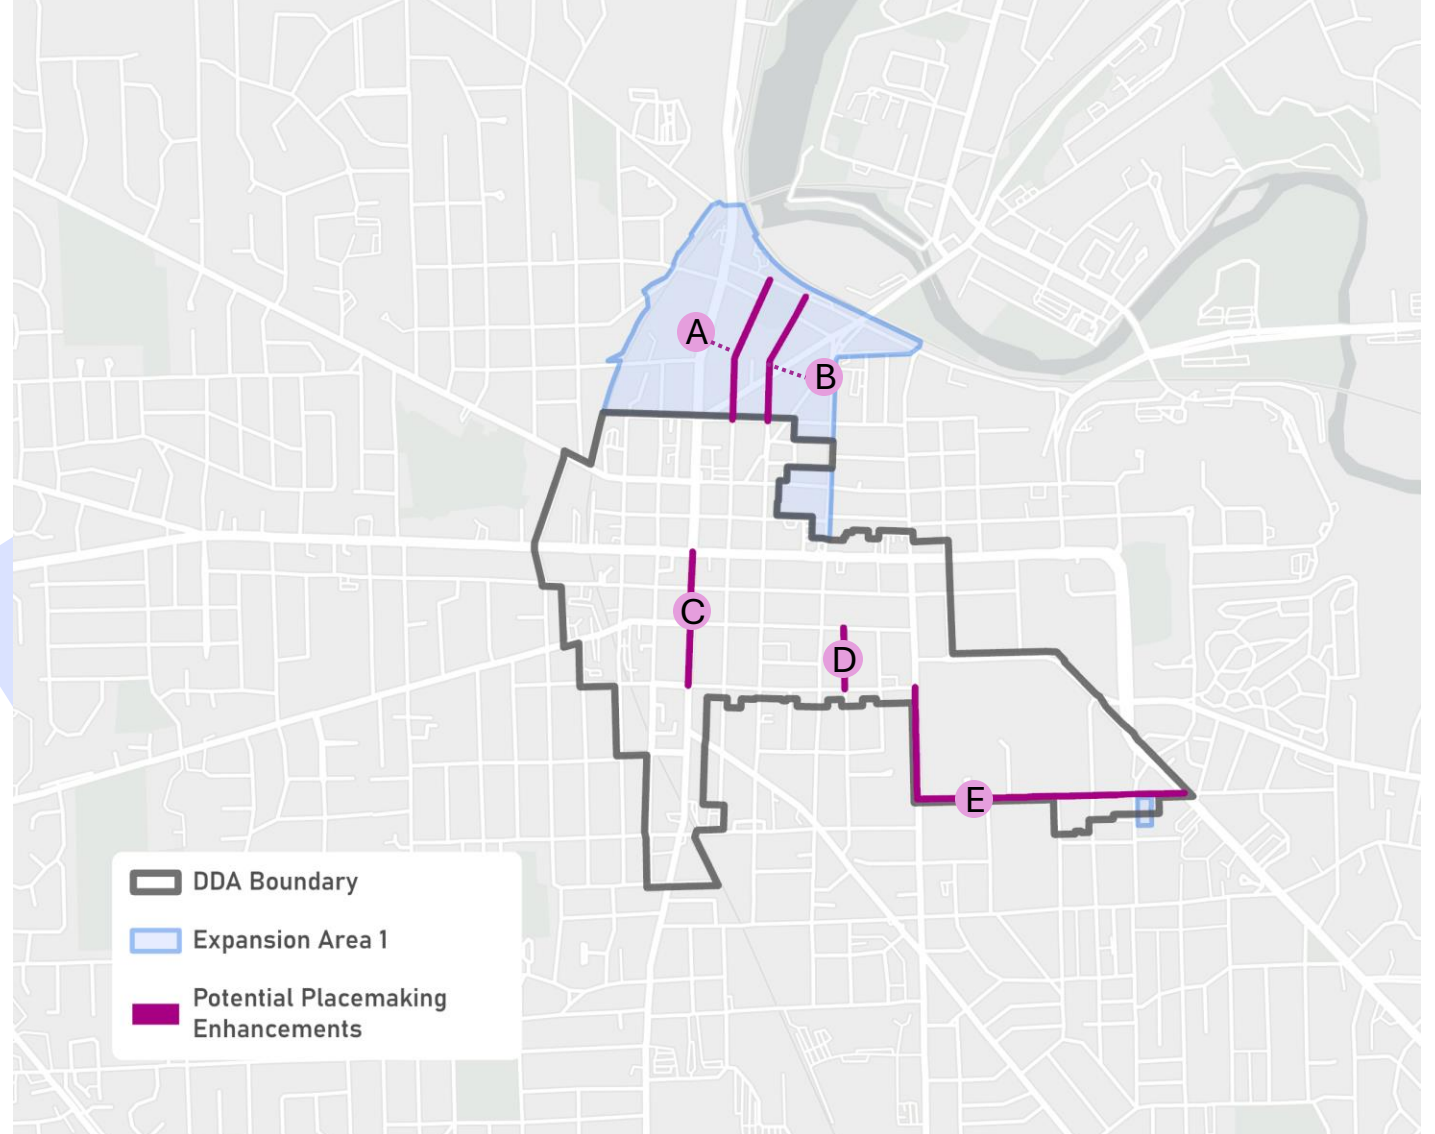 A
B
C
D
E
DDA Boundary
Expansion Area 1
Potential Placemaking
Enhancements